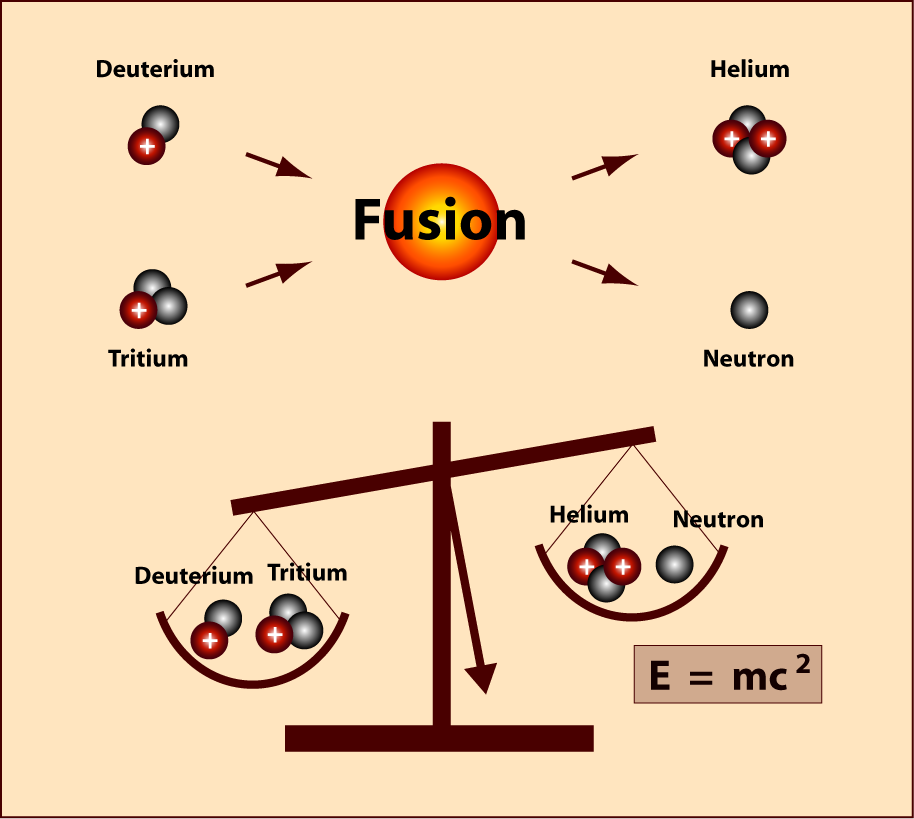 Deuterium
Helium
+
+ +
Fusion
+
Tritium
Neutron
Helium
Neutron
Deuterium
Tritium
+ +
+
+
E = mc²